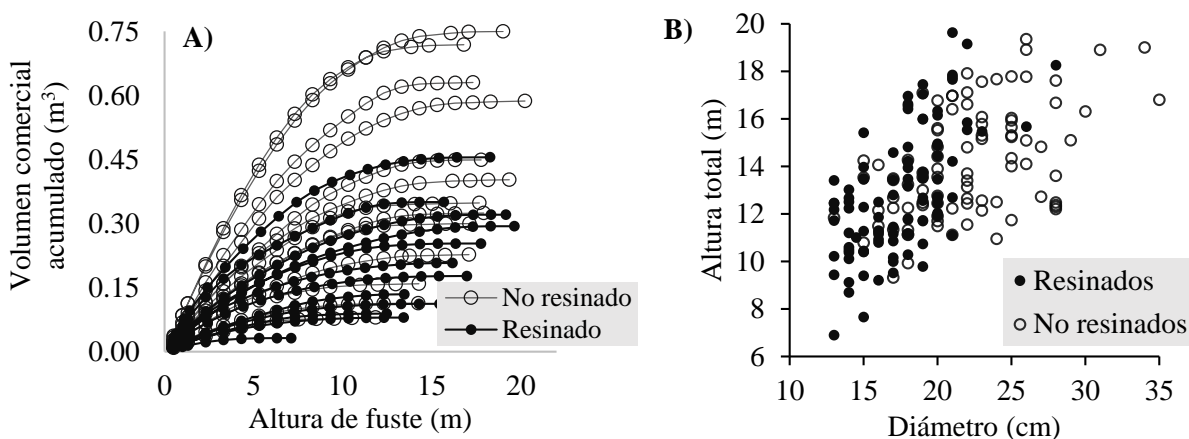 A)
Volumen comercial
acumulado (m³)
0.75
0.60
0.45
0.30
0.15
0.00
No resinado
Resinado
0 5 10 15 20
Altura de fuste (m)
B)
Altura total (m)
20
18
16
14
12
10
8
6
Resinados
No resinados
10 15 20 25 30 35
Diámetro (cm)